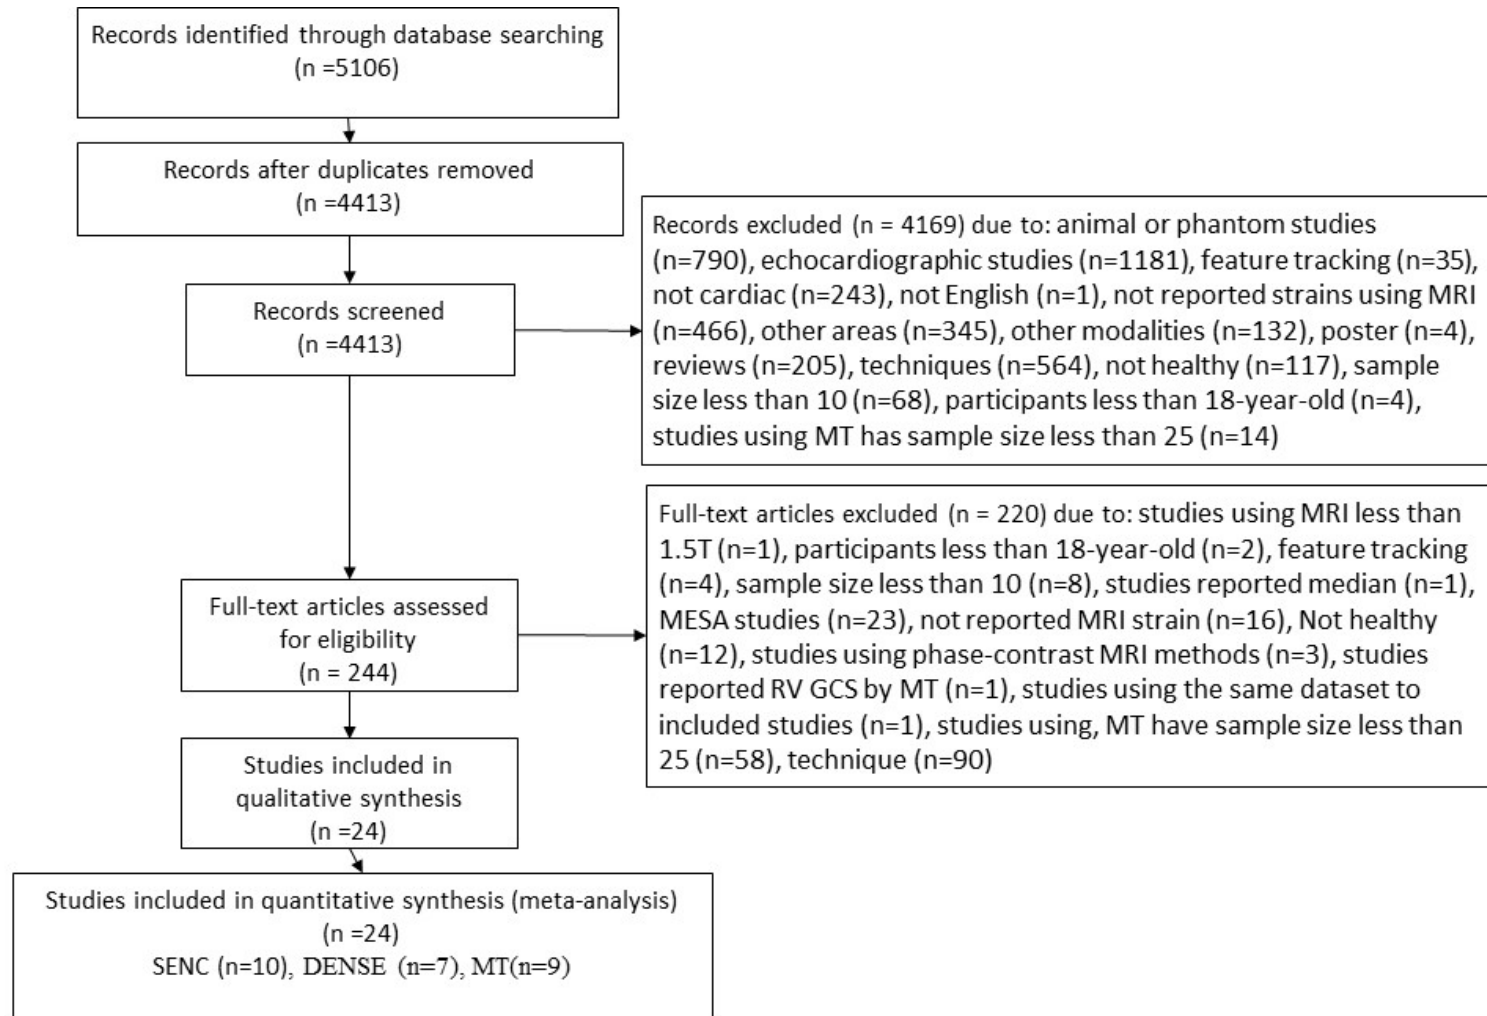 Records identified through database searching
(n =5106)
Records after duplicates removed
(n =4413)
Records screened
(n =4413)
Records excluded (n = 4169) due to: animal or phantom studies
(n=790), echocardiographic studies (n=1181), feature tracking (n=35),
not cardiac (n=243), not English (n=1), not reported strains using MRI
(n=466), other areas (n=345), other modalities (n=132), poster (n=4),
reviews (n=205), techniques (n=564), not healthy (n=117), sample
size less than 10 (n=68), participants less than 18-year-old (n=4),
studies using MT has sample size less than 25 (n=14)
Full-text articles assessed
for eligibility
(n = 244)
Full-text articles excluded (n = 220) due to: studies using MRI less than
1.5T (n=1), participants less than 18-year-old (n=2), feature tracking
(n=4), sample size less than 10 (n=8), studies reported median (n=1),
MESA studies (n=23), not reported MRI strain (n=16), Not healthy
(n=12), studies using phase-contrast MRI methods (n=3), studies
reported RV GCS by MT (n=1), studies using the same dataset to
included studies (n=1), studies using, MT have sample size less than
25 (n=58), technique (n=90)
Studies included in
qualitative synthesis
(n =24)
Studies included in quantitative synthesis (meta-analysis)
(n =24)
SENC (n=10), DENSE (n=7), MT(n=9)